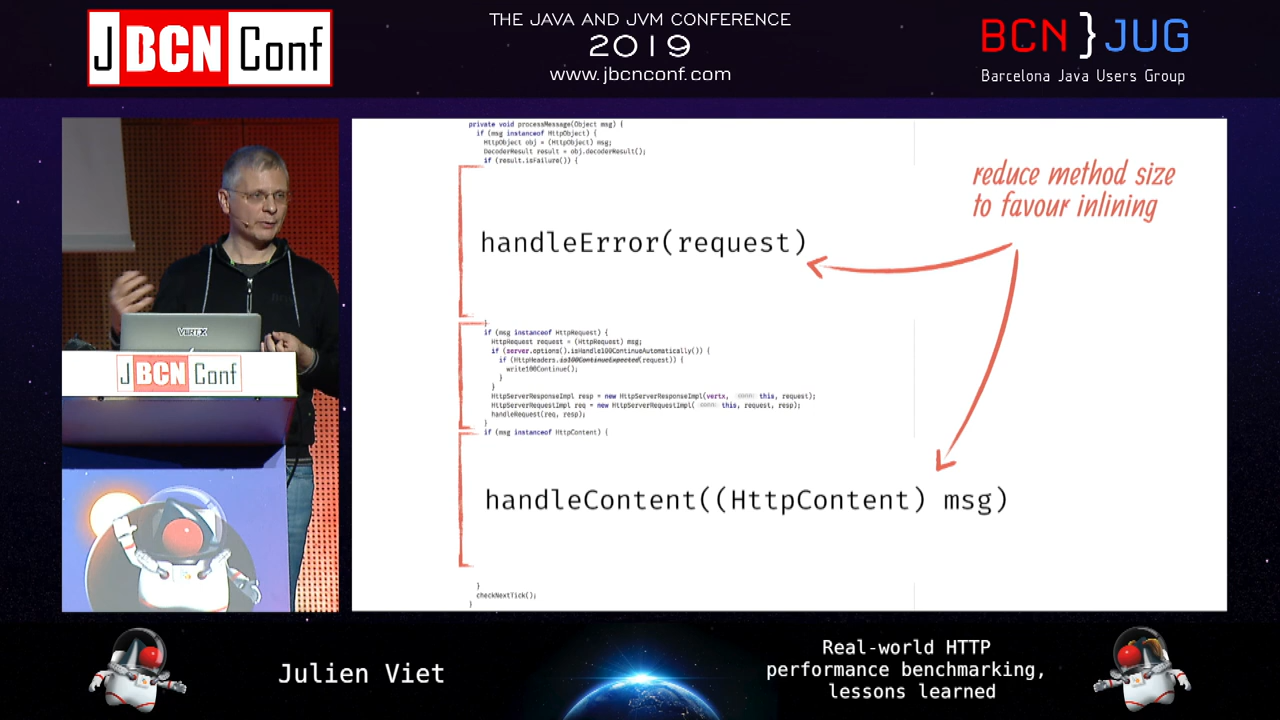 JBCN Conf
THE JAVA AND JVM CONFERENCE
2019
www.jbcnconf.com
BCN}JUG
Barcelona Java Users Group
private void processMessage(Object msg) {
if (msg instanceof HttpObject) {
HttpObject obj = (HttpObject) msg;
DecoderResult result = obj.decoderResult();
if (result.isFailure()) {
reduce method size
to favour inlining
handleError(request)
}
if (msg instanceof HttpRequest) {
HttpRequest request = (HttpRequest) msg;
if (server.options().isHandle100ContinueAutomatically()) {
if (HttpHeaders.is100ContinueExpected(request)) {
write100Continue();
}
}
HttpServerResponseImpl resp = new HttpServerResponseImpl(vertx, this, request);
HttpServerRequestImpl req = new HttpServerRequestImpl( this, request, resp);
handleRequest(req, resp);
}
if (msg instanceof HttpContent) {
handleContent((HttpContent) msg)
}
checkNextTick();
}
VERT.X
JBCN Conf
Julien Viet
Real-world HTTP
performance benchmarking,
lessons learned